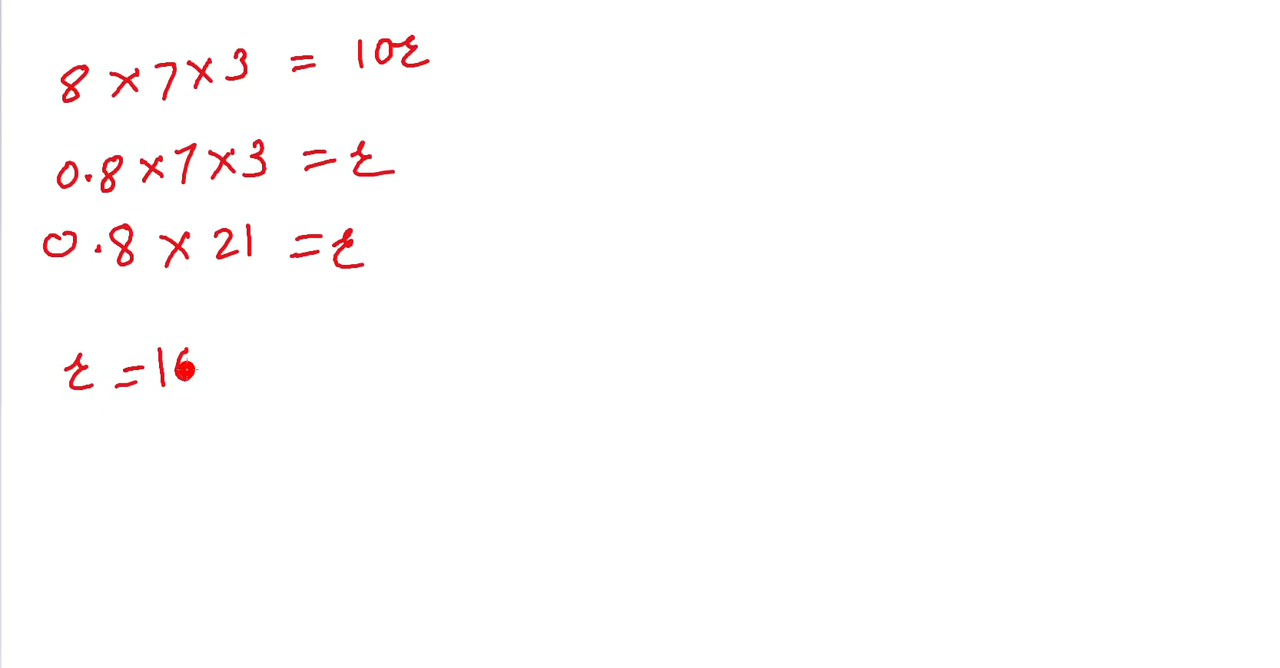 8 × 7 × 3 = 10ε
0.8 × 7 × 3 = ε
0.8 × 21 = ε
ε = 16